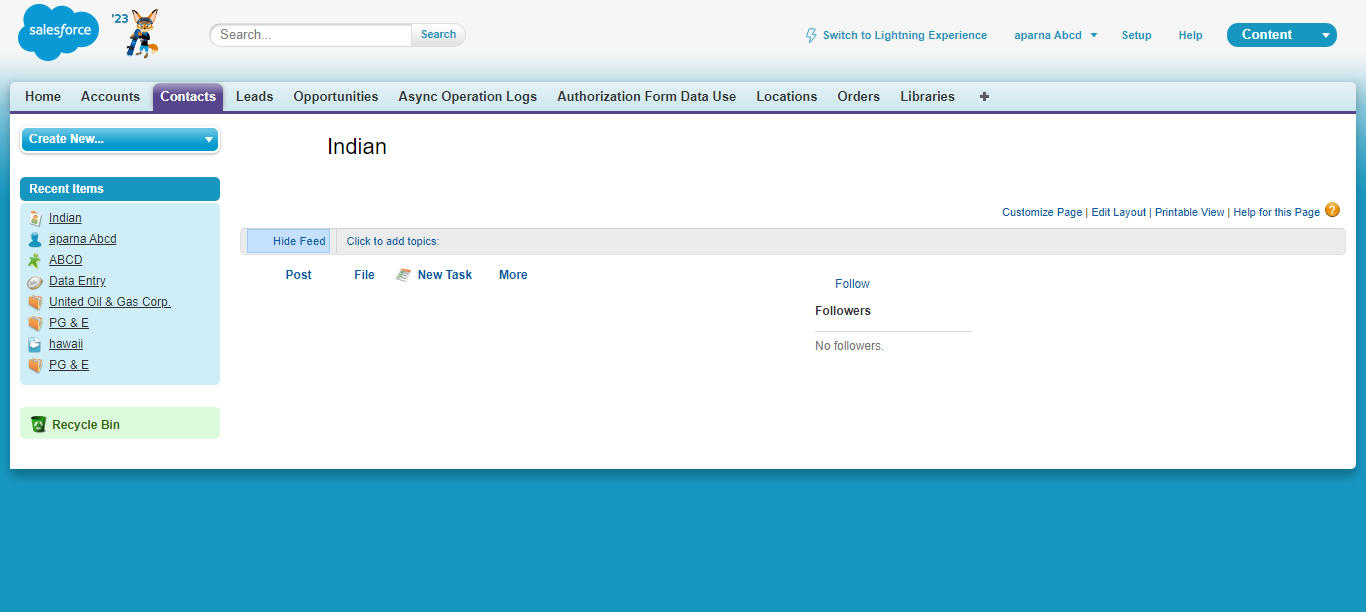 salesforce
'23
Search...
Search
Switch to Lightning Experience
aparna Abcd
Setup
Help
Content
Home
Accounts
Contacts
Leads
Opportunities
Async Operation Logs
Authorization Form Data Use
Locations
Orders
Libraries
+
Create New...
Indian
Recent Items
Indian
aparna Abcd
ABCD
Data Entry
United Oil & Gas Corp.
PG & E
hawaii
PG & E
Recycle Bin
Customize Page | Edit Layout | Printable View | Help for this Page ?
Hide Feed
Click to add topics:
Post
File
New Task
More
Follow
Followers
No followers.